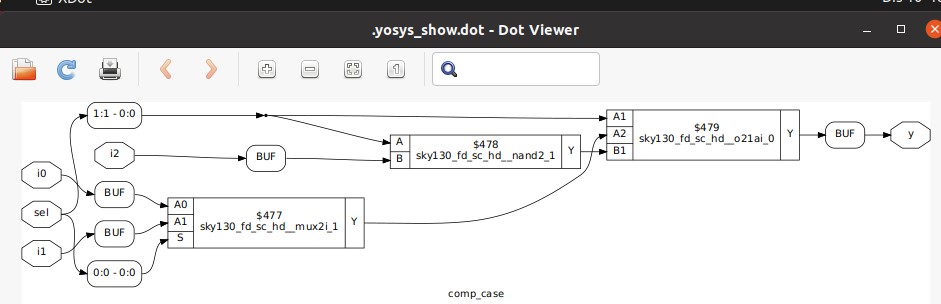 XDot
.yosys_show.dot - Dot Viewer
1:1 - 0:0
i2
BUF
A
B
$478
sky130_fd_sc_hd__nand2_1
Y
A1
A2
B1
$479
sky130_fd_sc_hd__o21ai_0
Y
BUF
y
i0
sel
i1
BUF
BUF
0:0 - 0:0
A0
A1
S
$477
sky130_fd_sc_hd__mux2i_1
Y
comp_case